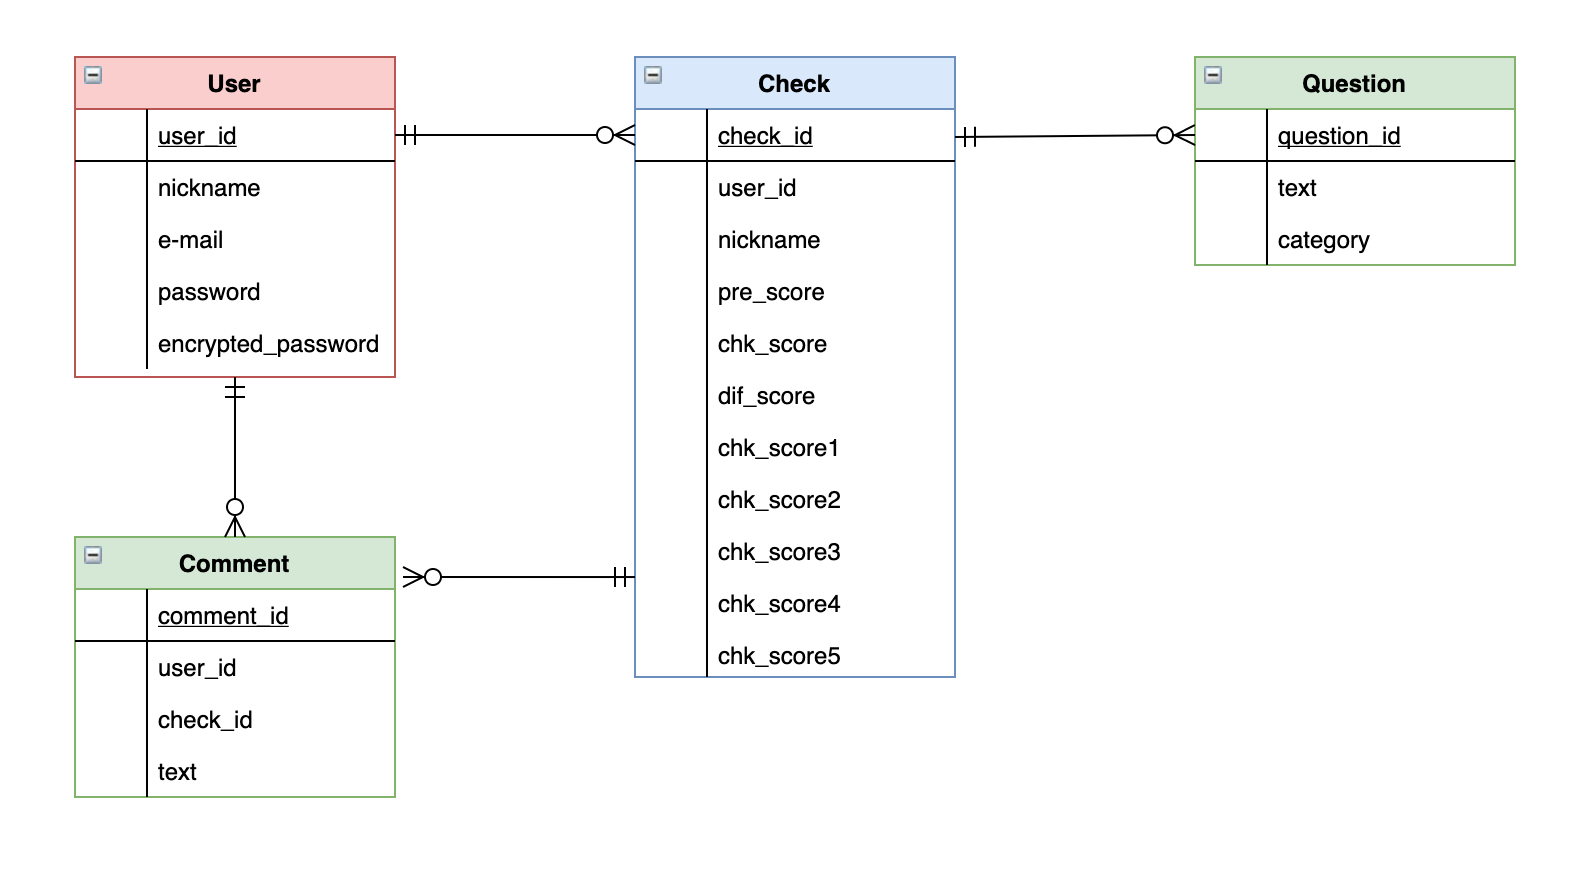 User
user_id
nickname
e-mail
password
encrypted_password
Check
check_id
user_id
nickname
pre_score
chk_score
dif_score
chk_score1
chk_score2
chk_score3
chk_score4
chk_score5
Question
question_id
text
category
Comment
comment_id
user_id
check_id
text